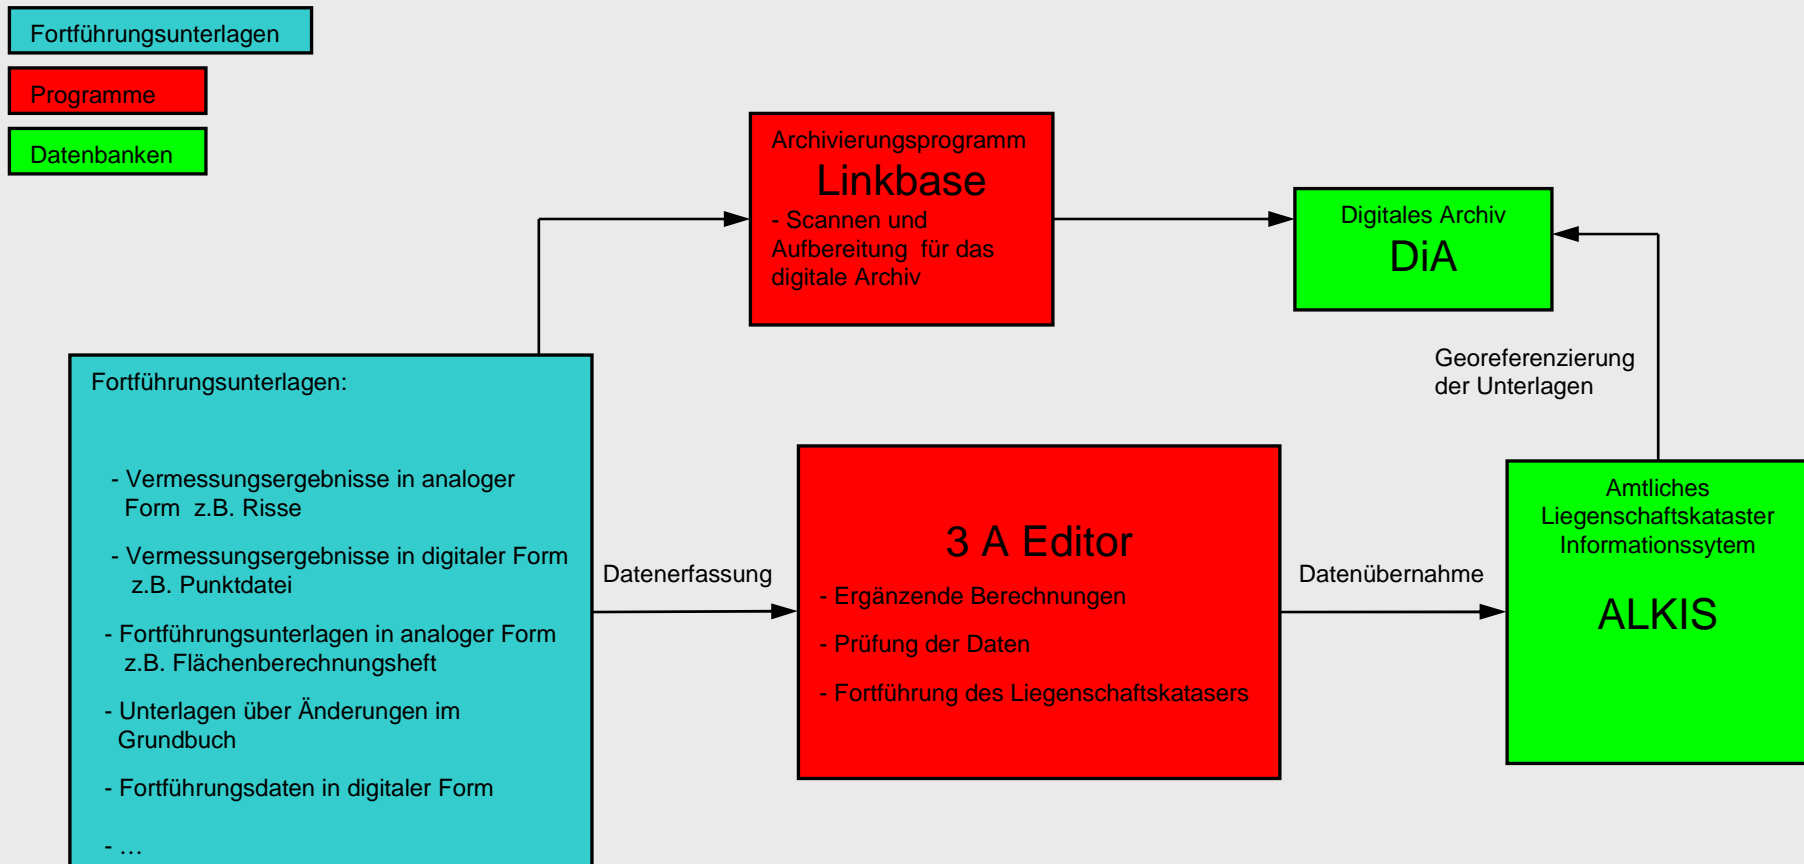 Fortführungsunterlagen
Programme
Datenbanken
Archivierungsprogramm
Linkbase
- Scannen und
Aufbereitung für das
digitale Archiv
Digitales Archiv
DiA
Georeferenzierung
der Unterlagen
Fortführungsunterlagen:
- Vermessungsergebnisse in analoger
Form z.B. Risse
- Vermessungsergebnisse in digitaler Form
z.B. Punktdatei
- Fortführungsunterlagen in analoger Form
z.B. Flächenberechnungsheft
- Unterlagen über Änderungen im
Grundbuch
- Fortführungsdaten in digitaler Form
- …
Datenerfassung
3 A Editor
- Ergänzende Berechnungen
- Prüfung der Daten
- Fortführung des Liegenschaftskatasers
Datenübernahme
Amtliches
Liegenschaftskataster
Informationssytem
ALKIS